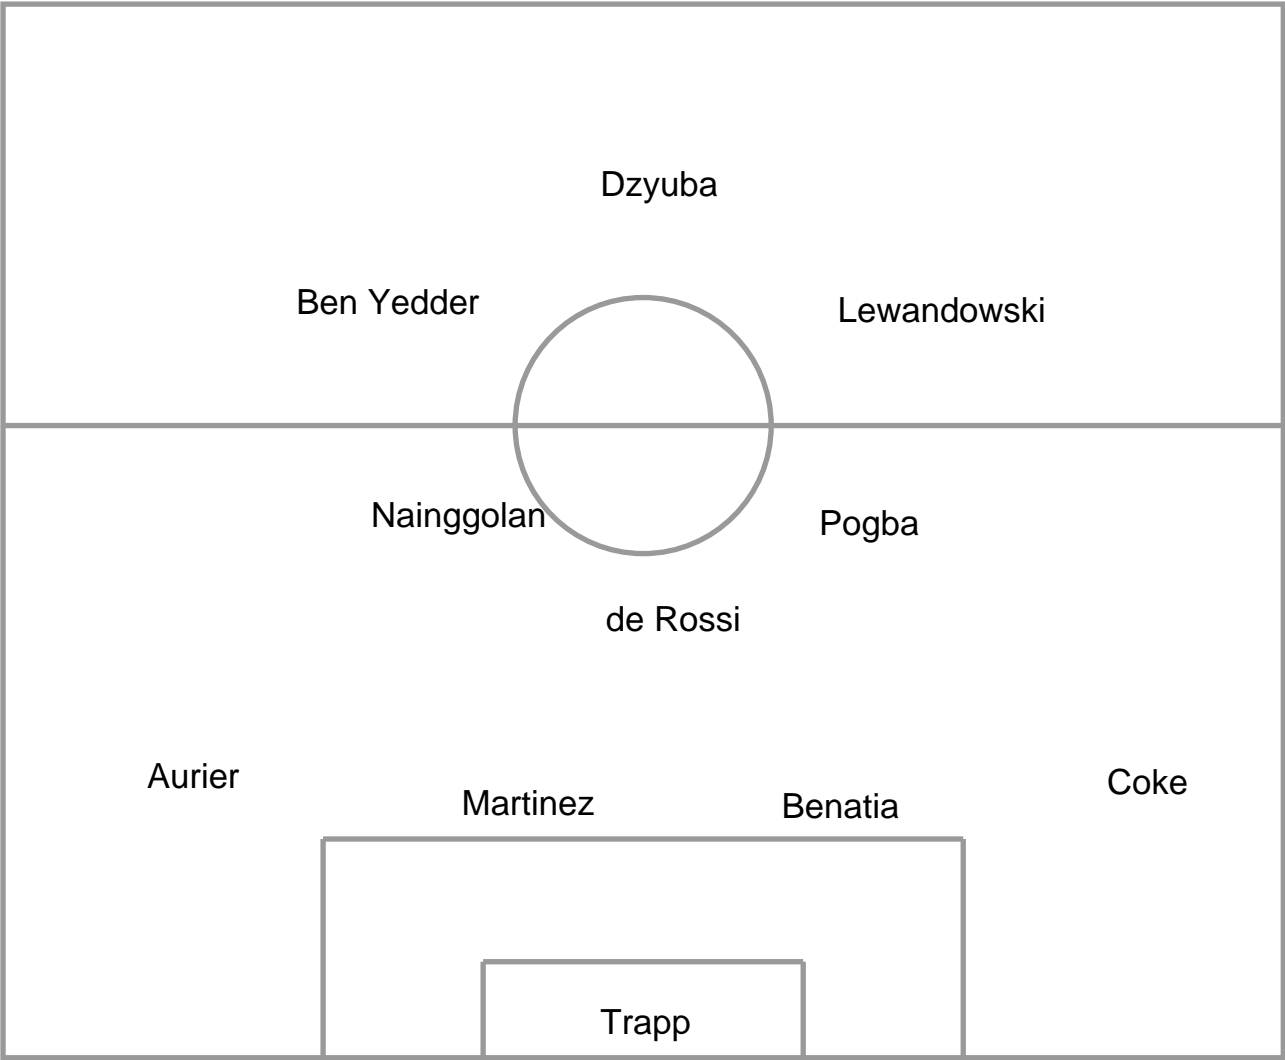 Dzyuba
Ben Yedder
Lewandowski
Nainggolan
Pogba
de Rossi
Aurier
Coke
Martinez
Benatia
Trapp